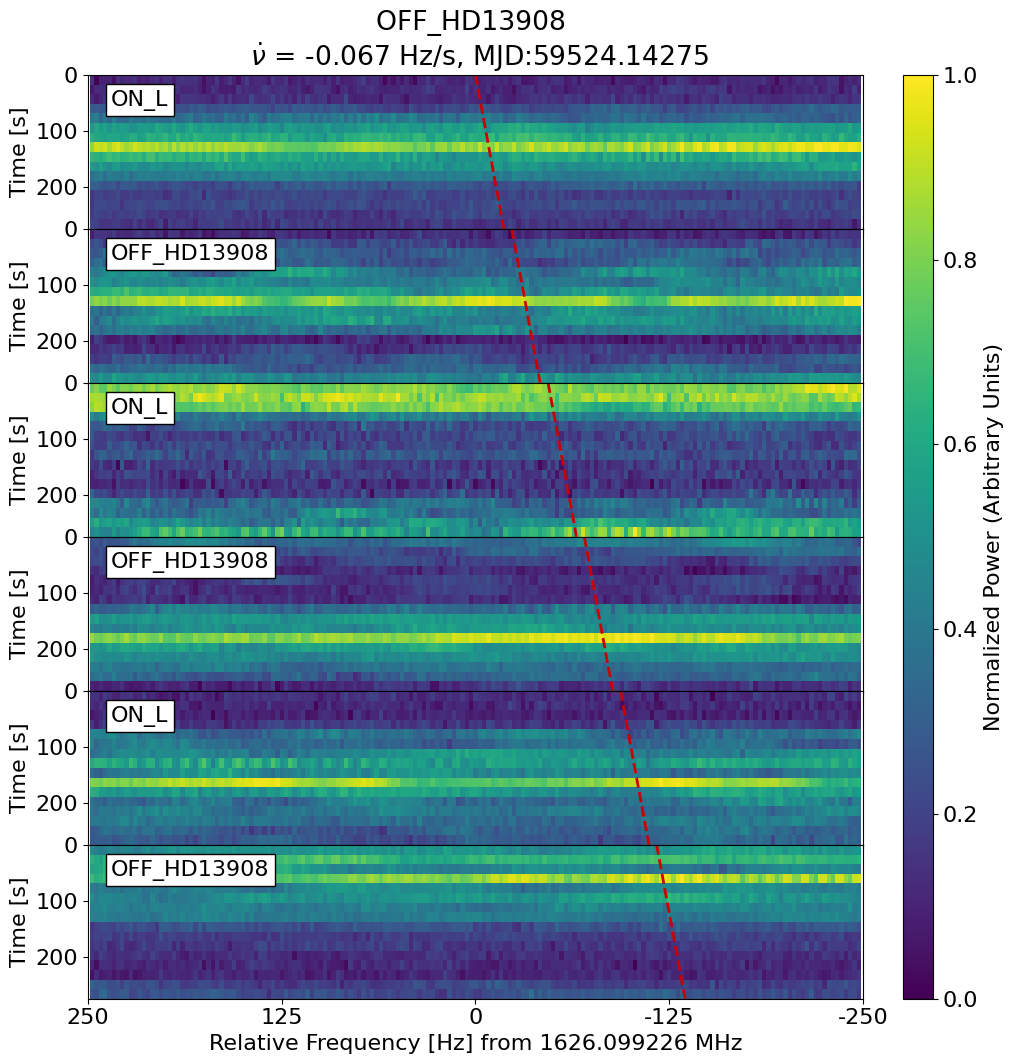 OFF_HD13908
ν̇ = -0.067 Hz/s, MJD:59524.14275
ON_L
OFF_HD13908
ON_L
OFF_HD13908
ON_L
OFF_HD13908
Time [s]
0
100
200
Time [s]
0
100
200
Time [s]
0
100
200
Time [s]
0
100
200
Time [s]
0
100
200
Time [s]
0
100
200
250
125
0
-125
-250
Relative Frequency [Hz] from 1626.099226 MHz
1.0
0.8
0.6
0.4
0.2
0.0
Normalized Power (Arbitrary Units)